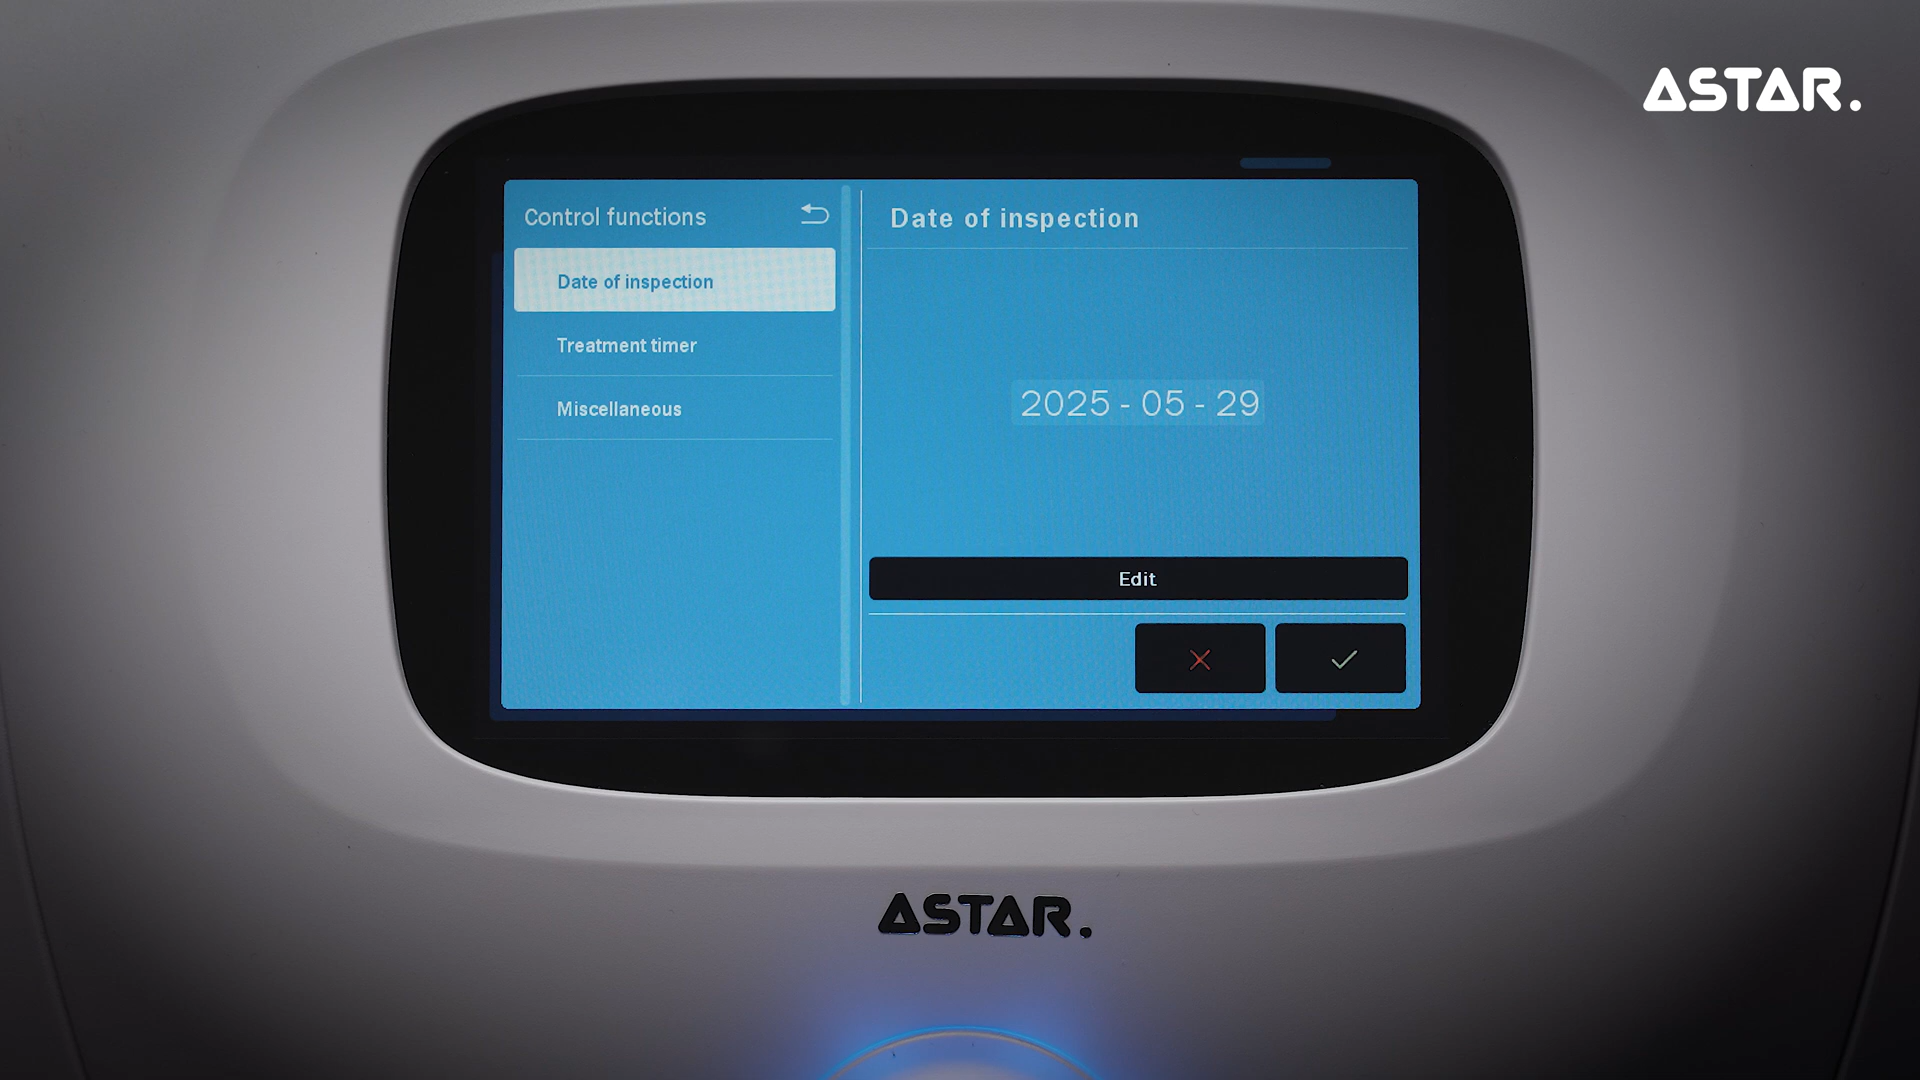 ASTAR.
Control functions
Date of inspection
Treatment timer
Miscellaneous
Date of inspection
2025 - 05 - 29
Edit
ASTAR.